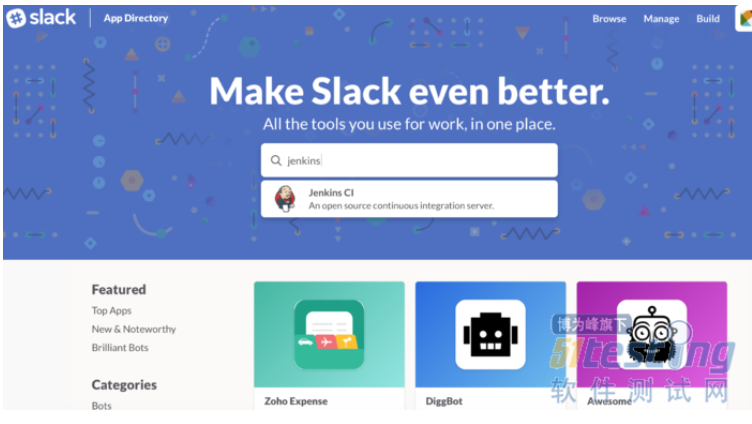 slack
App Directory
Browse
Manage
Build
Make Slack even better.
All the tools you use for work, in one place.
jenkins
Jenkins CI
An open source continuous integration server.
Featured
Top Apps
New & Noteworthy
Brilliant Bots
Categories
Bots
Zoho Expense
DiggBot
Awesome
博为峰旗下
51testing
软件测试网